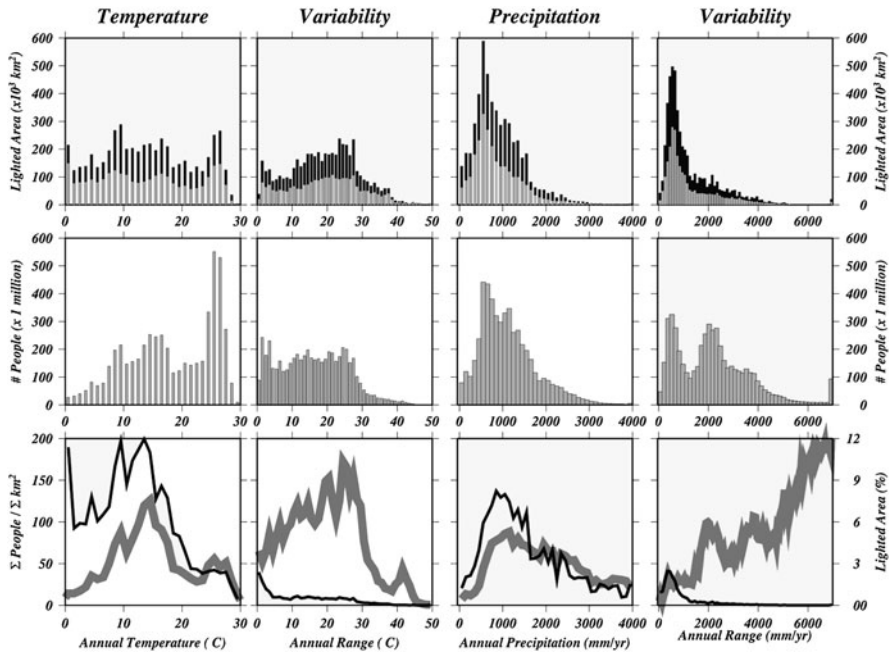 Temperature Variability Precipitation Variability
Lighted Area (x10³ km²)
600
500
400
300
200
100
0
0 10 20 30
0 10 20 30 40 50
0 1000 2000 3000 4000
0 2000 4000 6000
600
500
400
300
200
100
0
Lighted Area (x10³ km²)
# People (x 1 million)
600
500
400
300
200
100
0
0 10 20 30
0 10 20 30 40 50
0 1000 2000 3000 4000
0 2000 4000 6000
600
500
400
300
200
100
0
# People (x 1 million)
Σ People / Σ km²
200
150
100
50
0
0 10 20 30
0 10 20 30 40 50
0 1000 2000 3000 4000
0 2000 4000 6000
12
9
6
3
00
Lighted Area (%)
Annual Temperature ( C) Annual Range ( C) Annual Precipitation (mm/yr) Annual Range (mm/yr)